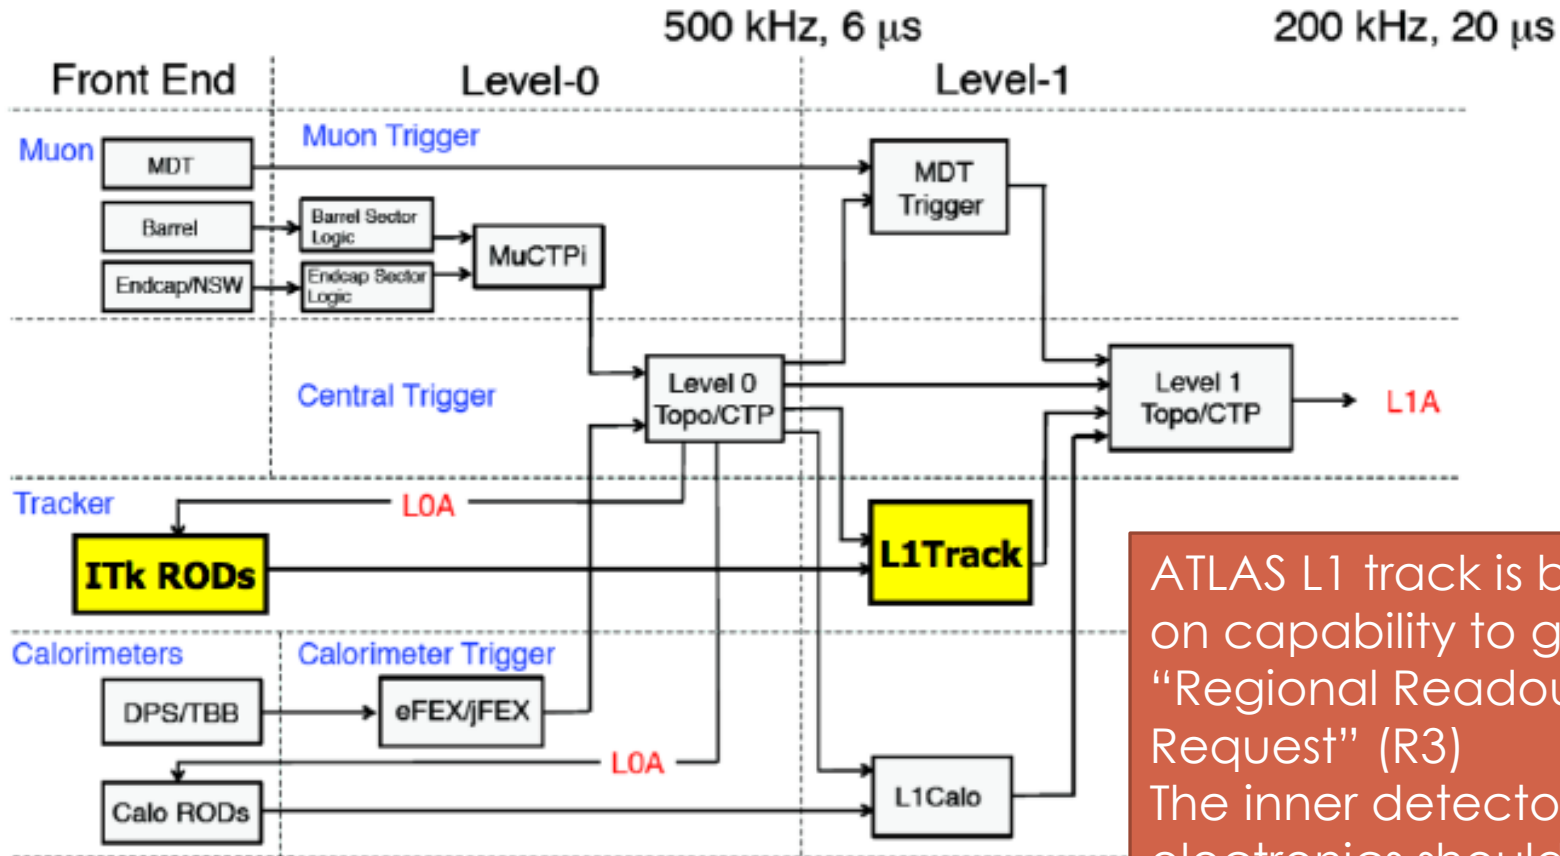 500 kHz, 6 μs
200 kHz, 20 μs
Front End
Level-0
Level-1
Muon
Muon Trigger
MDT
MDT
Trigger
Barrel
Barrel Sector
Logic
MuCTPi
Endcap/NSW
Endcap Sector
Logic
Central Trigger
Level 0
Topo/CTP
Level 1
Topo/CTP
L1A
Tracker
L0A
ITk RODs
L1Track
Calorimeters
Calorimeter Trigger
DPS/TBB
eFEX/jFEX
L0A
Calo RODs
L1Calo
ATLAS L1 track is
on capability to
“Regional
Request” (R3)
The inner
electronics